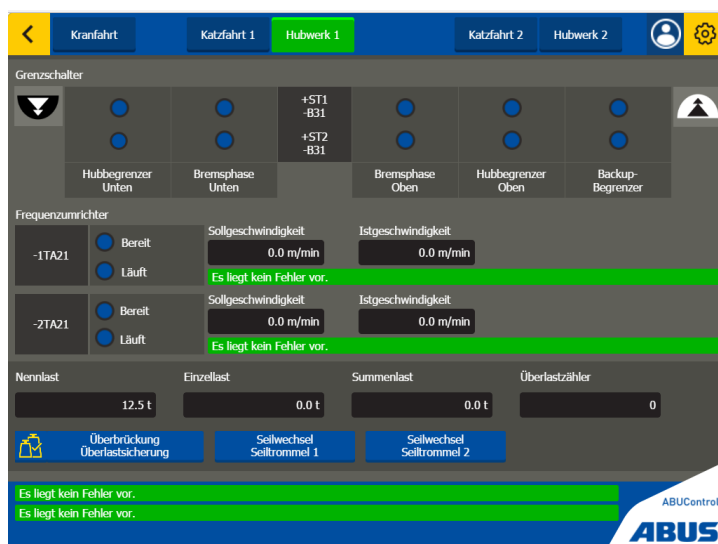 Kranfahrt Katzfahrt 1 Hubwerk 1 Katzfahrt 2 Hubwerk 2
Grenzschalter
+ST1
-B31
+ST2
-B31
Hubbegrenzer Bremsphase Bremsphase Hubbegrenzer Backup-
Unten Unten Oben Oben Begrenzer
Frequenzumrichter
Sollgeschwindigkeit Istgeschwindigkeit
-1TA21 Bereit 0.0 m/min 0.0 m/min
Läuft Es liegt kein Fehler vor.
Sollgeschwindigkeit Istgeschwindigkeit
-2TA21 Bereit 0.0 m/min 0.0 m/min
Läuft Es liegt kein Fehler vor.
Nennlast Einzellast Summenlast Überlastzähler
12.5 t 0.0 t 0.0 t 0
Überbrückung Seilwechsel Seilwechsel
Überlastsicherung Seiltrommel 1 Seiltrommel 2
Es liegt kein Fehler vor.
Es liegt kein Fehler vor.
ABUControl
ABUS